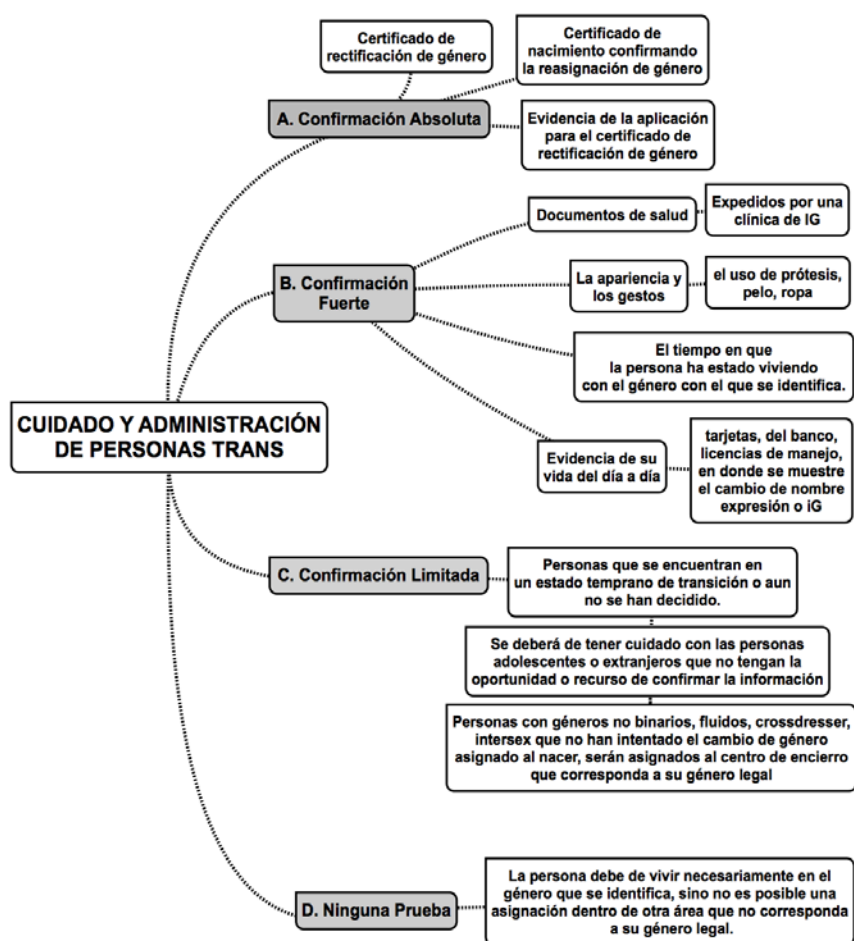 Certificado de
rectificación de género
Certificado de
nacimiento confirmando
la reasignación de género
A. Confirmación Absoluta
Evidencia de la aplicación
para el certificado de
rectificación de género
Documentos de salud
Expedidos por una
clínica de IG
B. Confirmación
Fuerte
La apariencia y
los gestos
el uso de prótesis,
pelo, ropa
El tiempo en que
la persona ha estado viviendo
con el género con el que se identifica.
CUIDADO Y ADMINISTRACIÓN
DE PERSONAS TRANS
Evidencia de su
vida del día a día
tarjetas, del banco,
licencias de manejo,
en donde se muestre
el cambio de nombre
expresión o iG
C. Confirmación Limitada
Personas que se encuentran en
un estado temprano de transición o aun
no se han decidido.
Se deberá de tener cuidado con las personas
adolescentes o extranjeros que no tengan la
oportunidad o recurso de confirmar la información
Personas con géneros no binarios, fluidos, crossdresser,
intersex que no han intentado el cambio de género
asignado al nacer, serán asignados al centro de encierro
que corresponda a su género legal
D. Ninguna Prueba
La persona debe de vivir necesariamente en el
género que se identifica, sino no es posible una
asignación dentro de otra área que no corresponda
a su género legal.